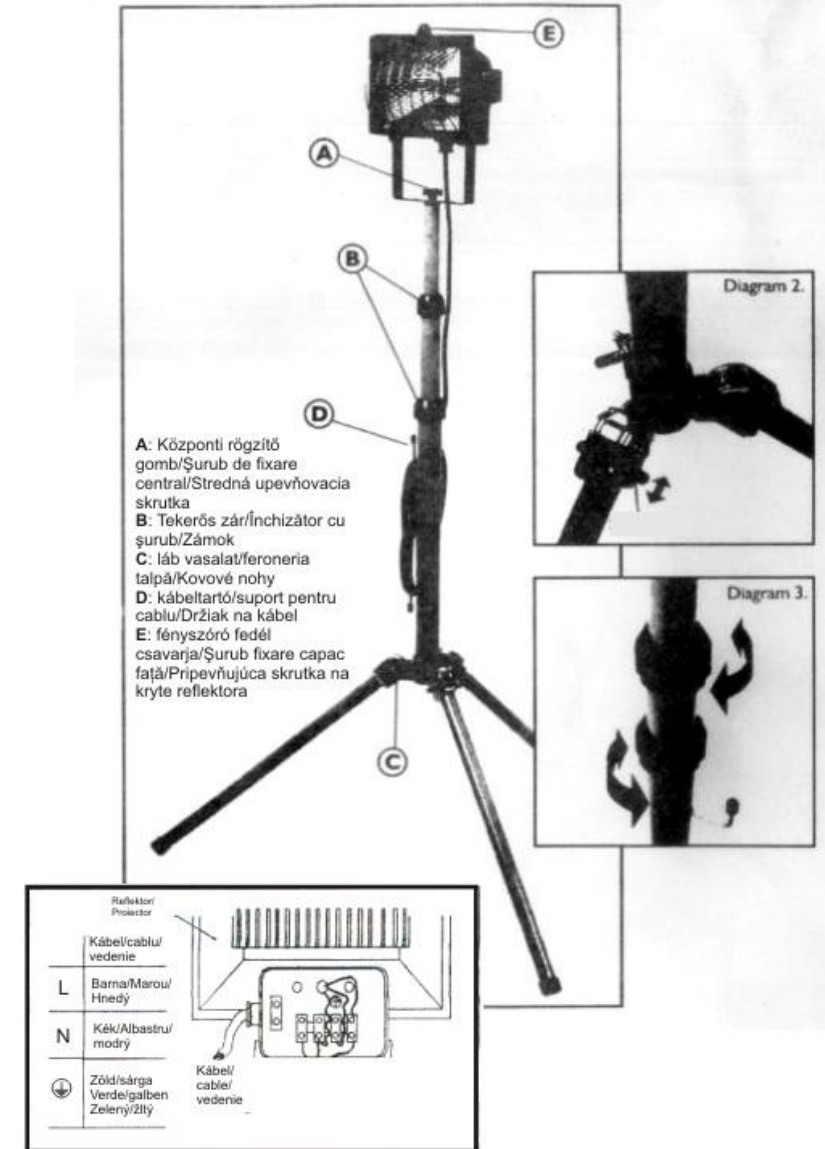 E
A
B
D
C
Diagram 2.
Diagram 3.
A: Központi rögzítő
gomb/Şurub de fixare
central/Stredná upevňovacia
skrutka
B: Tekerős zár/Închizător cu
şurub/Zámok
C: láb vasalat/feroneria
talpă/Kovové nohy
D: kábeltartó/suport pentru
cablu/Držiak na kábel
E: fényszóró fedél
csavarja/Şurub fixare capac
faţă/Pripevňujúca skrutka na
kryte reflektora
Reflektor/
Proiector
Kábel/cablu/
vedenie
L
Barna/Marou/
Hnedý
N
Kék/Albastru/
modrý
Zöld/sárga
Verde/galben
Zelený/žltý
Kábel/
cable/
vedenie